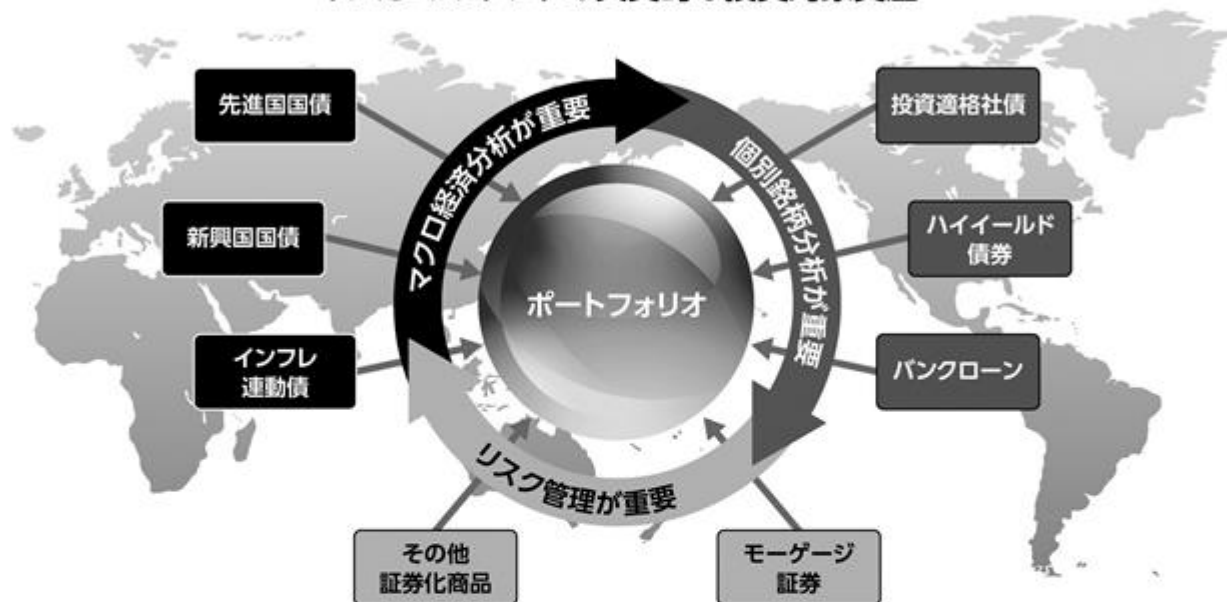 先進国国債
投資適格社債
マクロ経済分析が重要
個別銘柄分析が重要
新興国国債
ハイイールド
債券
ポートフォリオ
インフレ
連動債
バンクローン
リスク管理が重要
その他
証券化商品
モーゲージ
証券